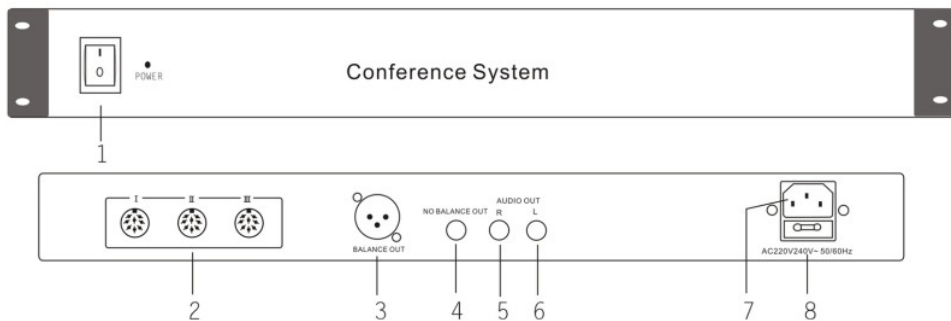 I
O
POWER
Conference System
1
I
II
III
BALANCE OUT
NO BALANCE OUT
AUDIO OUT
R
L
AC220V240V~ 50/60Hz
2
3
4
5
6
7
8